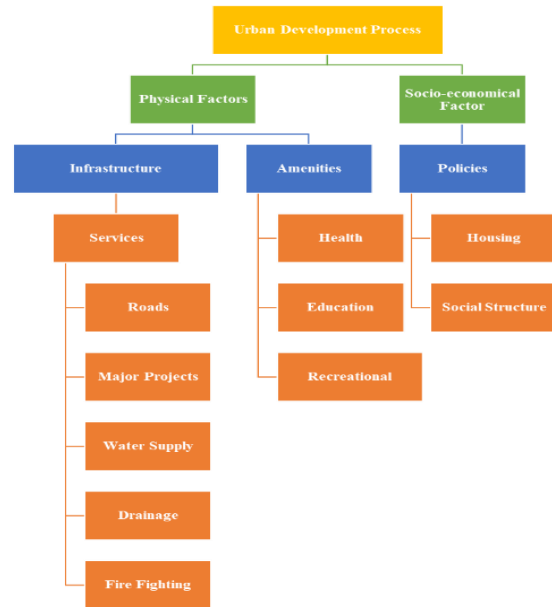 Urban Development Process
Physical Factors
Socio-economical
Factor
Infrastructure
Amenities
Policies
Services
Health
Housing
Roads
Education
Social Structure
Major Projects
Recreational
Water Supply
Drainage
Fire Fighting